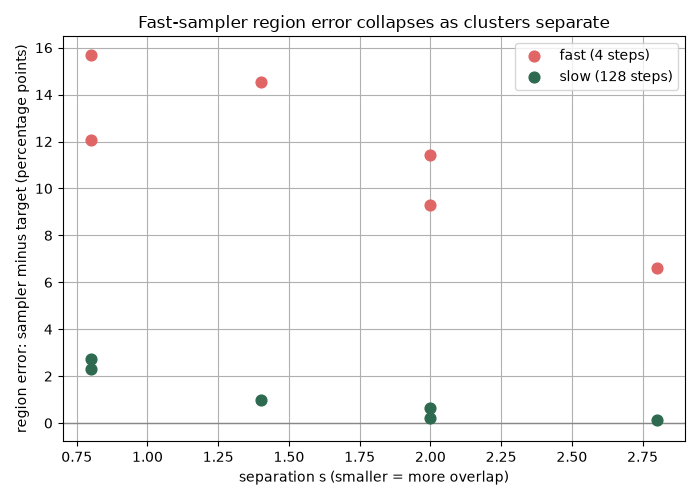 Fast-sampler region error collapses as clusters separate
fast (4 steps)
slow (128 steps)
region error: sampler minus target (percentage points)
16
14
12
10
8
6
4
2
0
0.75 1.00 1.25 1.50 1.75 2.00 2.25 2.50 2.75
separation s (smaller = more overlap)